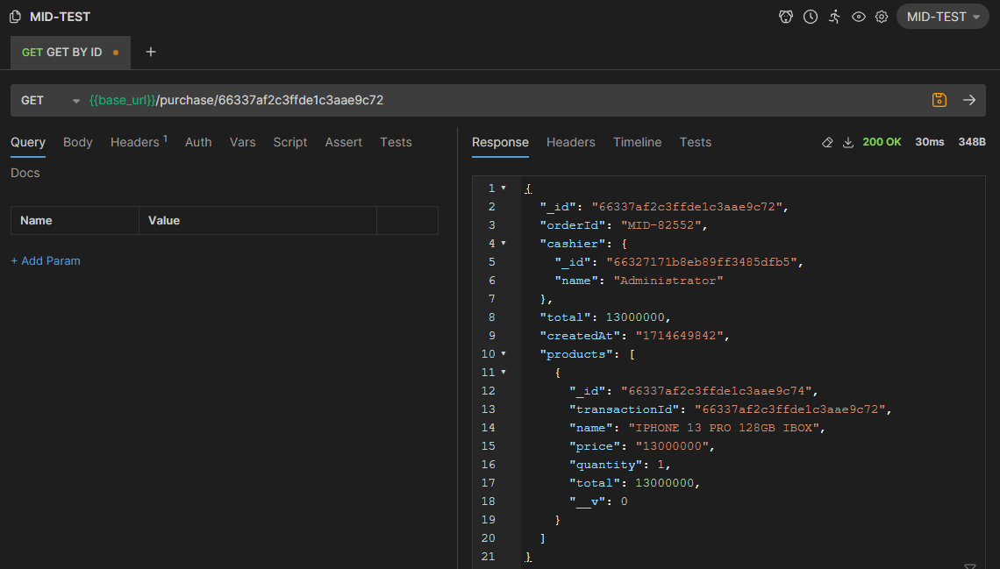 MID-TEST
MID-TEST
GET GET BY ID
+
GET {{base_url}}/purchase/66337af2c3ffde1c3aae9c72
Query Body Headers 1 Auth Vars Script Assert Tests
Docs
Name Value
+ Add Param
Response Headers Timeline Tests 200 OK 30ms 348B
1 {
2 "_id": "66337af2c3ffde1c3aae9c72",
3 "orderId": "MID-82552",
4 "cashier": {
5 "_id": "66327171b8eb89ff3485dfb5",
6 "name": "Administrator"
7 },
8 "total": 13000000,
9 "createdAt": "1714649842",
10 "products": [
11 {
12 "_id": "66337af2c3ffde1c3aae9c74",
13 "transactionId": "66337af2c3ffde1c3aae9c72",
14 "name": "IPHONE 13 PRO 128GB IBOX",
15 "price": "13000000",
16 "quantity": 1,
17 "total": 13000000,
18 "__v": 0
19 }
20 ]
21 }